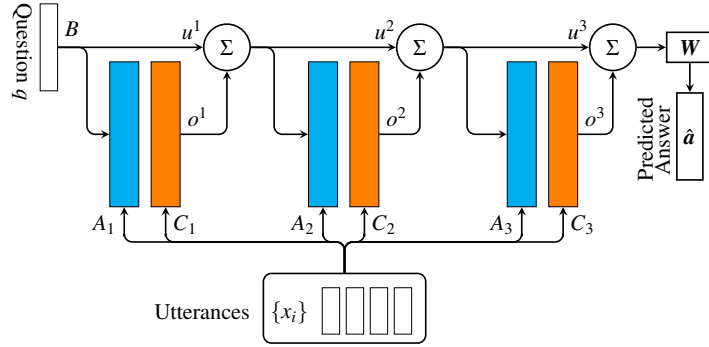 Question q
B
u¹
Σ
u²
Σ
u³
Σ
W
o¹
o²
o³
Predicted
Answer
â
A₁
C₁
A₂
C₂
A₃
C₃
Utterances
{xᵢ}